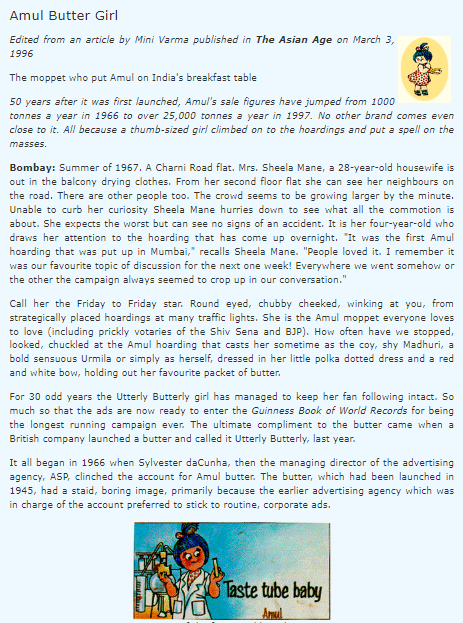 Amul Butter Girl
Edited from an article by Mini Varma published in The Asian Age on March 3,
1996
The moppet who put Amul on India's breakfast table
50 years after it was first launched, Amul's sale figures have jumped from 1000
tonnes a year in 1966 to over 25,000 tonnes a year in 1997. No other brand comes even
close to it. All because a thumb-sized girl climbed on to the hoardings and put a spell on the
masses.
Bombay: Summer of 1967. A Charni Road flat. Mrs. Sheela Mane, a 28-year-old housewife is
out in the balcony drying clothes. From her second floor flat she can see her neighbours on
the road. There are other people too. The crowd seems to be growing larger by the minute.
Unable to curb her curiosity Sheela Mane hurries down to see what all the commotion is
about. She expects the worst but can see no signs of an accident. It is her four-year-old who
draws her attention to the hoarding that has come up overnight. "It was the first Amul
hoarding that was put up in Mumbai," recalls Sheela Mane. "People loved it. I remember it
was our favourite topic of discussion for the next one week! Everywhere we went somehow or
the other the campaign always seemed to crop up in our conversation."
Call her the Friday to Friday star. Round eyed, chubby cheeked, winking at you, from
strategically placed hoardings at many traffic lights. She is the Amul moppet everyone loves
to love (including prickly votaries of the Shiv Sena and BJP). How often have we stopped,
looked, chuckled at the Amul hoarding that casts her sometime as the coy, shy Madhuri, a
bold sensuous Urmila or simply as herself, dressed in her little polka dotted dress and a red
and white bow, holding out her favourite packet of butter.
For 30 odd years the Utterly Butterly girl has managed to keep her fan following intact. So
much so that the ads are now ready to enter the Guinness Book of World Records for being
the longest running campaign ever. The ultimate compliment to the butter came when a
British company launched a butter and called it Utterly Butterly, last year.
It all began in 1966 when Sylvester daCunha, then the managing director of the advertising
agency, ASP, clinched the account for Amul butter. The butter, which had been launched in
1945, had a staid, boring image, primarily because the earlier advertising agency which was
in charge of the account preferred to stick to routine, corporate ads.
Taste tube baby
Amul